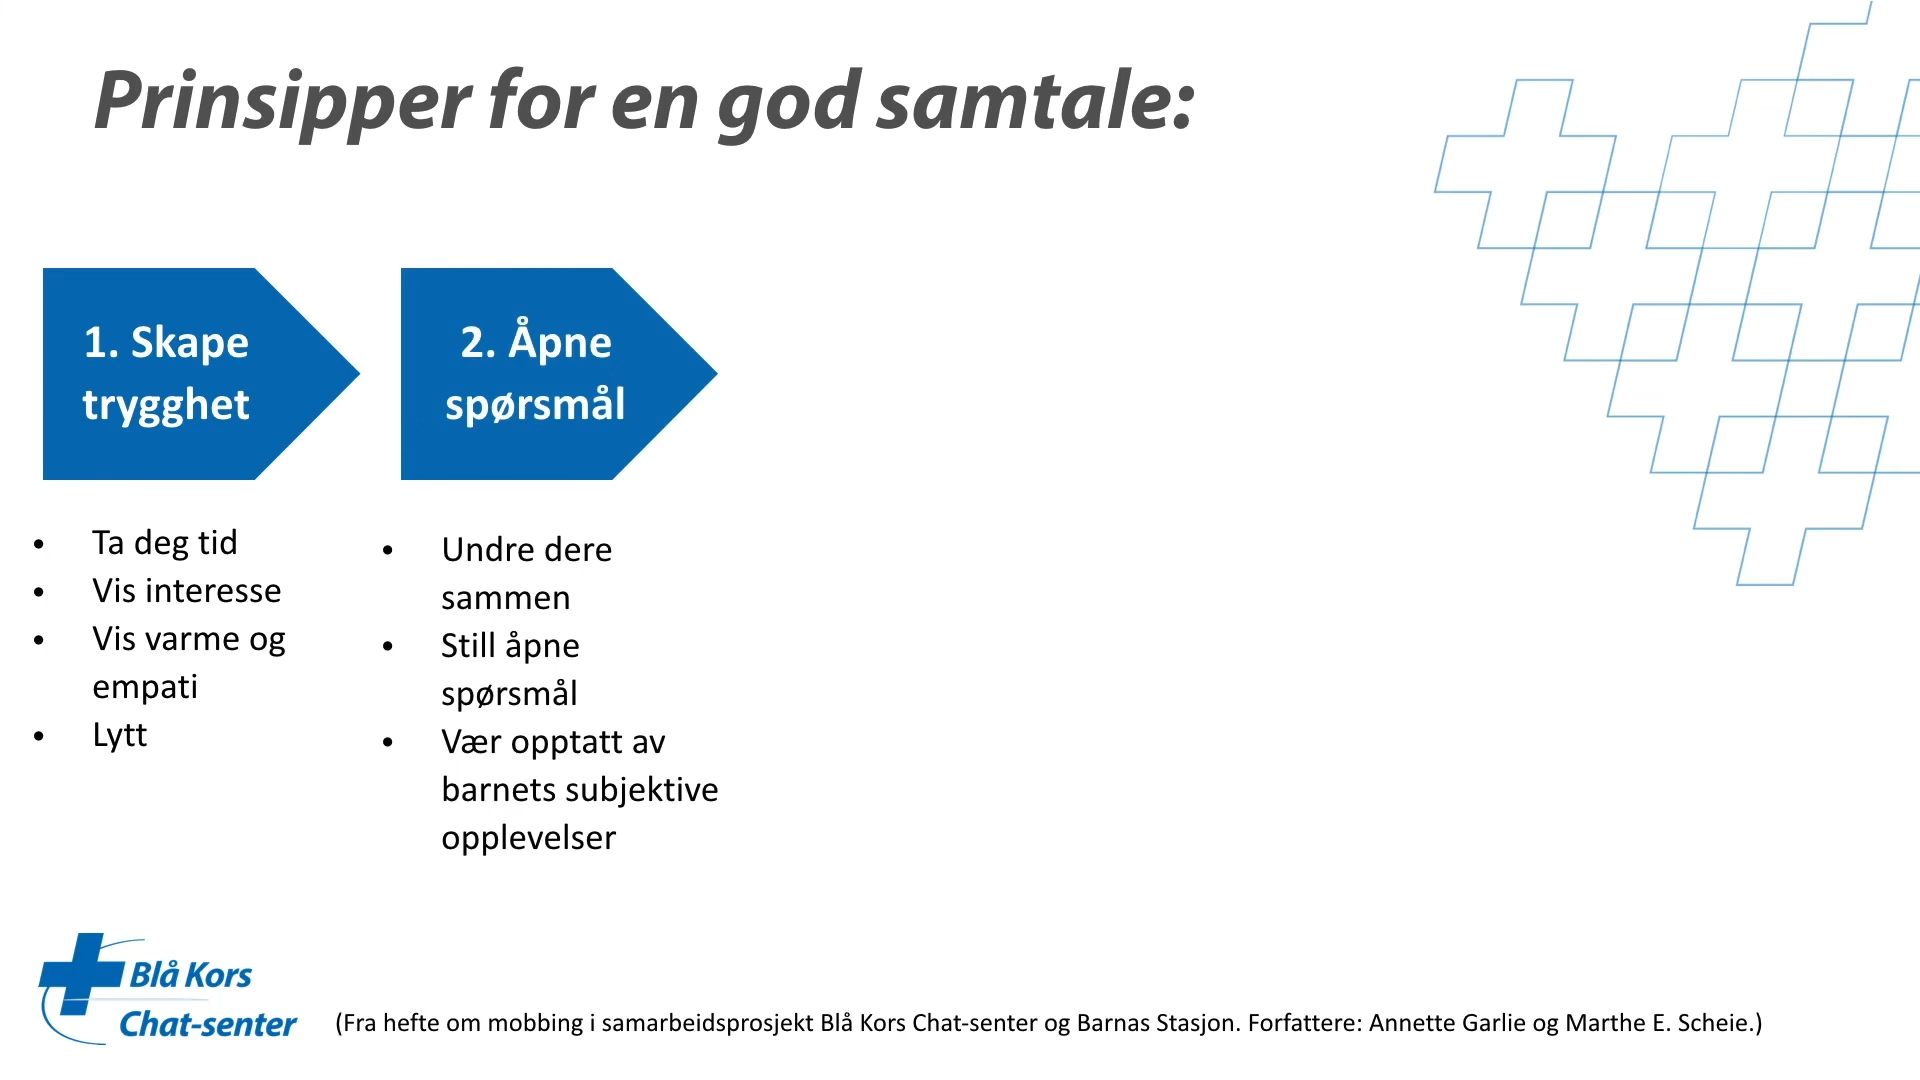 Prinsipper for en god samtale:
1. Skape
trygghet
• Ta deg tid
• Vis interesse
• Vis varme og
empati
• Lytt
2. Åpne
spørsmål
• Undre dere
sammen
• Still åpne
spørsmål
• Vær opptatt av
barnets subjektive
opplevelser
Blå Kors
Chat-senter
(Fra hefte om mobbing i samarbeidsprosjekt Blå Kors Chat-senter og Barnas Stasjon. Forfattere: Annette Garlie og Marthe E. Scheie.)